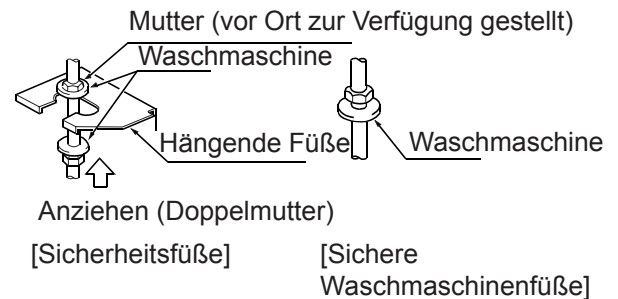 Mutter (vor Ort zur Verfügung gestellt)
Waschmaschine
Hängende Füße
Waschmaschine
Anziehen (Doppelmutter)
[Sicherheitsfüße]
[Sichere
Waschmaschinenfüße]